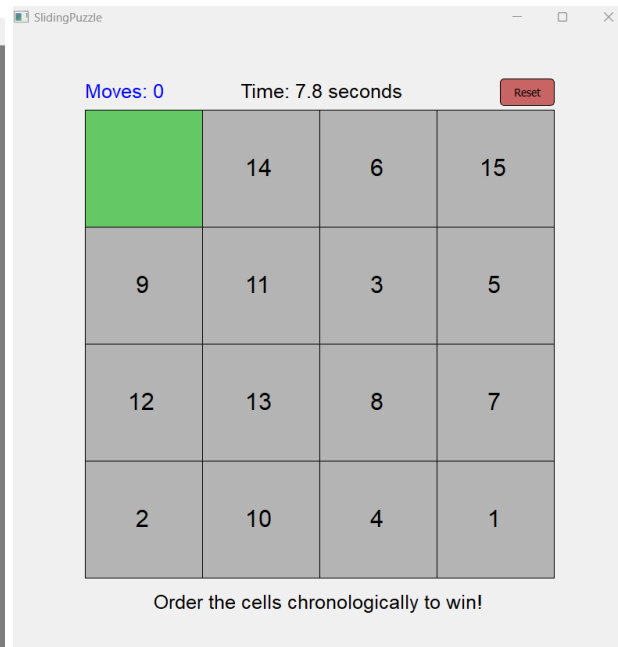 SlidingPuzzle
Moves: 0 Time: 7.8 seconds Reset
14 6 15
9 11 3 5
12 13 8 7
2 10 4 1
Order the cells chronologically to win!